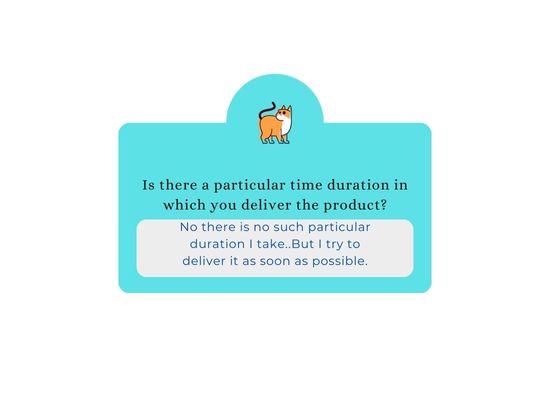 Is there a particular time duration in
which you deliver the product?
No there is no such particular
duration I take..But I try to
deliver it as soon as possible.